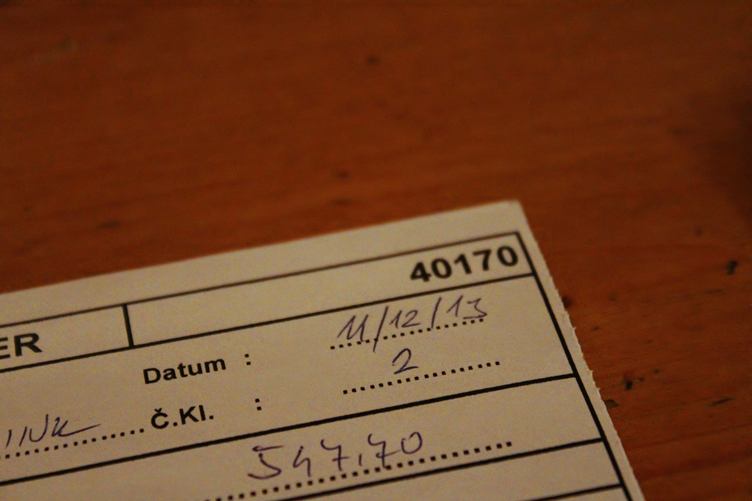 40170
ER
Datum : 11/12/13
Č.Kl. : 2
547,70